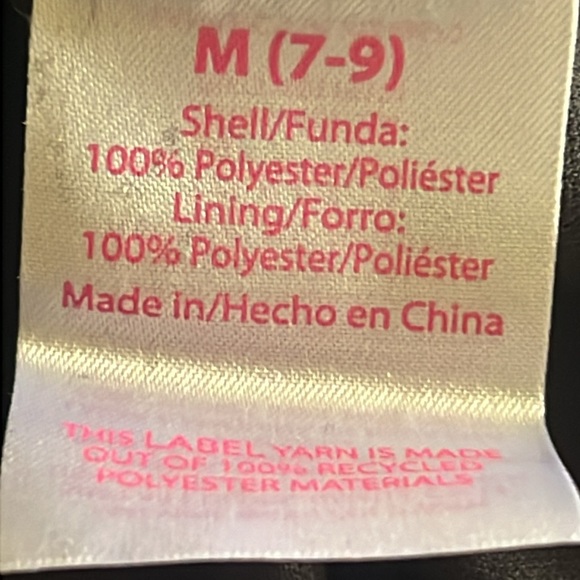 M (7-9)
Shell/Funda:
100% Polyester/Poliéster
Lining/Forro:
100% Polyester/Poliéster
Made in/Hecho en China
THIS LABEL YARN IS MADE
OUT OF 100% RECYCLED
POLYESTER MATERIALS